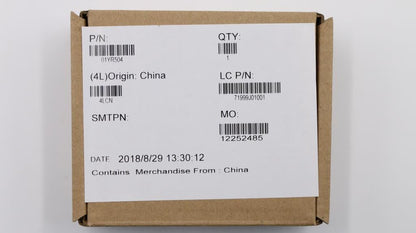 P/N: QTY:
01YR504 1
(4L)Origin: China LC P/N:
4LCN 71999J01001
SMTPN: MO:
12252485
DATE 2018/8/29 13:30:12
Contains Merchandise From : China